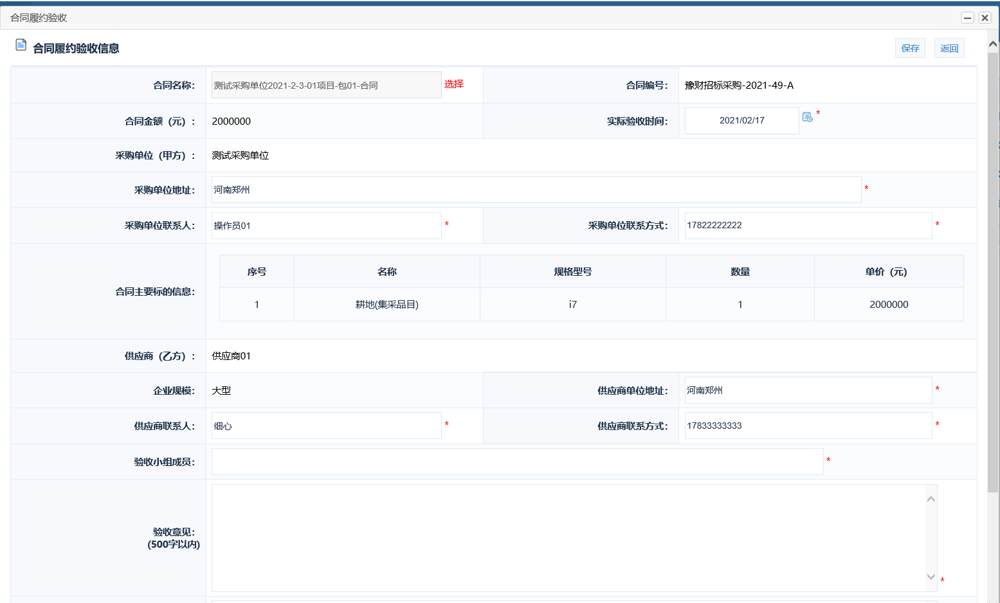 合同履约验收
合同履约验收信息
保存 返回
合同名称： 测试采购单位2021-2-3-01项目-包01-合同 选择 合同编号： 豫财招标采购-2021-49-A
合同金额（元）： 2000000 实际验收时间： 2021/02/17 *
采购单位（甲方）： 测试采购单位
采购单位地址： 河南郑州 *
采购单位联系人： 操作员01 * 采购单位联系方式： 17822222222 *
合同主要标的信息：
序号 名称 规格型号 数量 单价（元）
1 耕地(集采品目) i7 1 2000000
供应商（乙方）： 供应商01
企业规模： 大型 供应商单位地址： 河南郑州 *
供应商联系人： 细心 * 供应商联系方式： 17833333333 *
验收小组成员： *
验收意见：
(500字以内) *